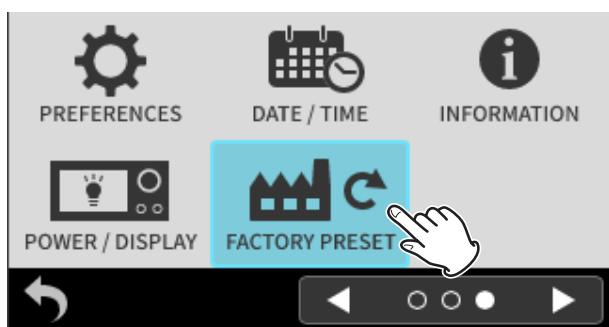 PREFERENCES
DATE / TIME
INFORMATION
POWER / DISPLAY
FACTORY PRESET